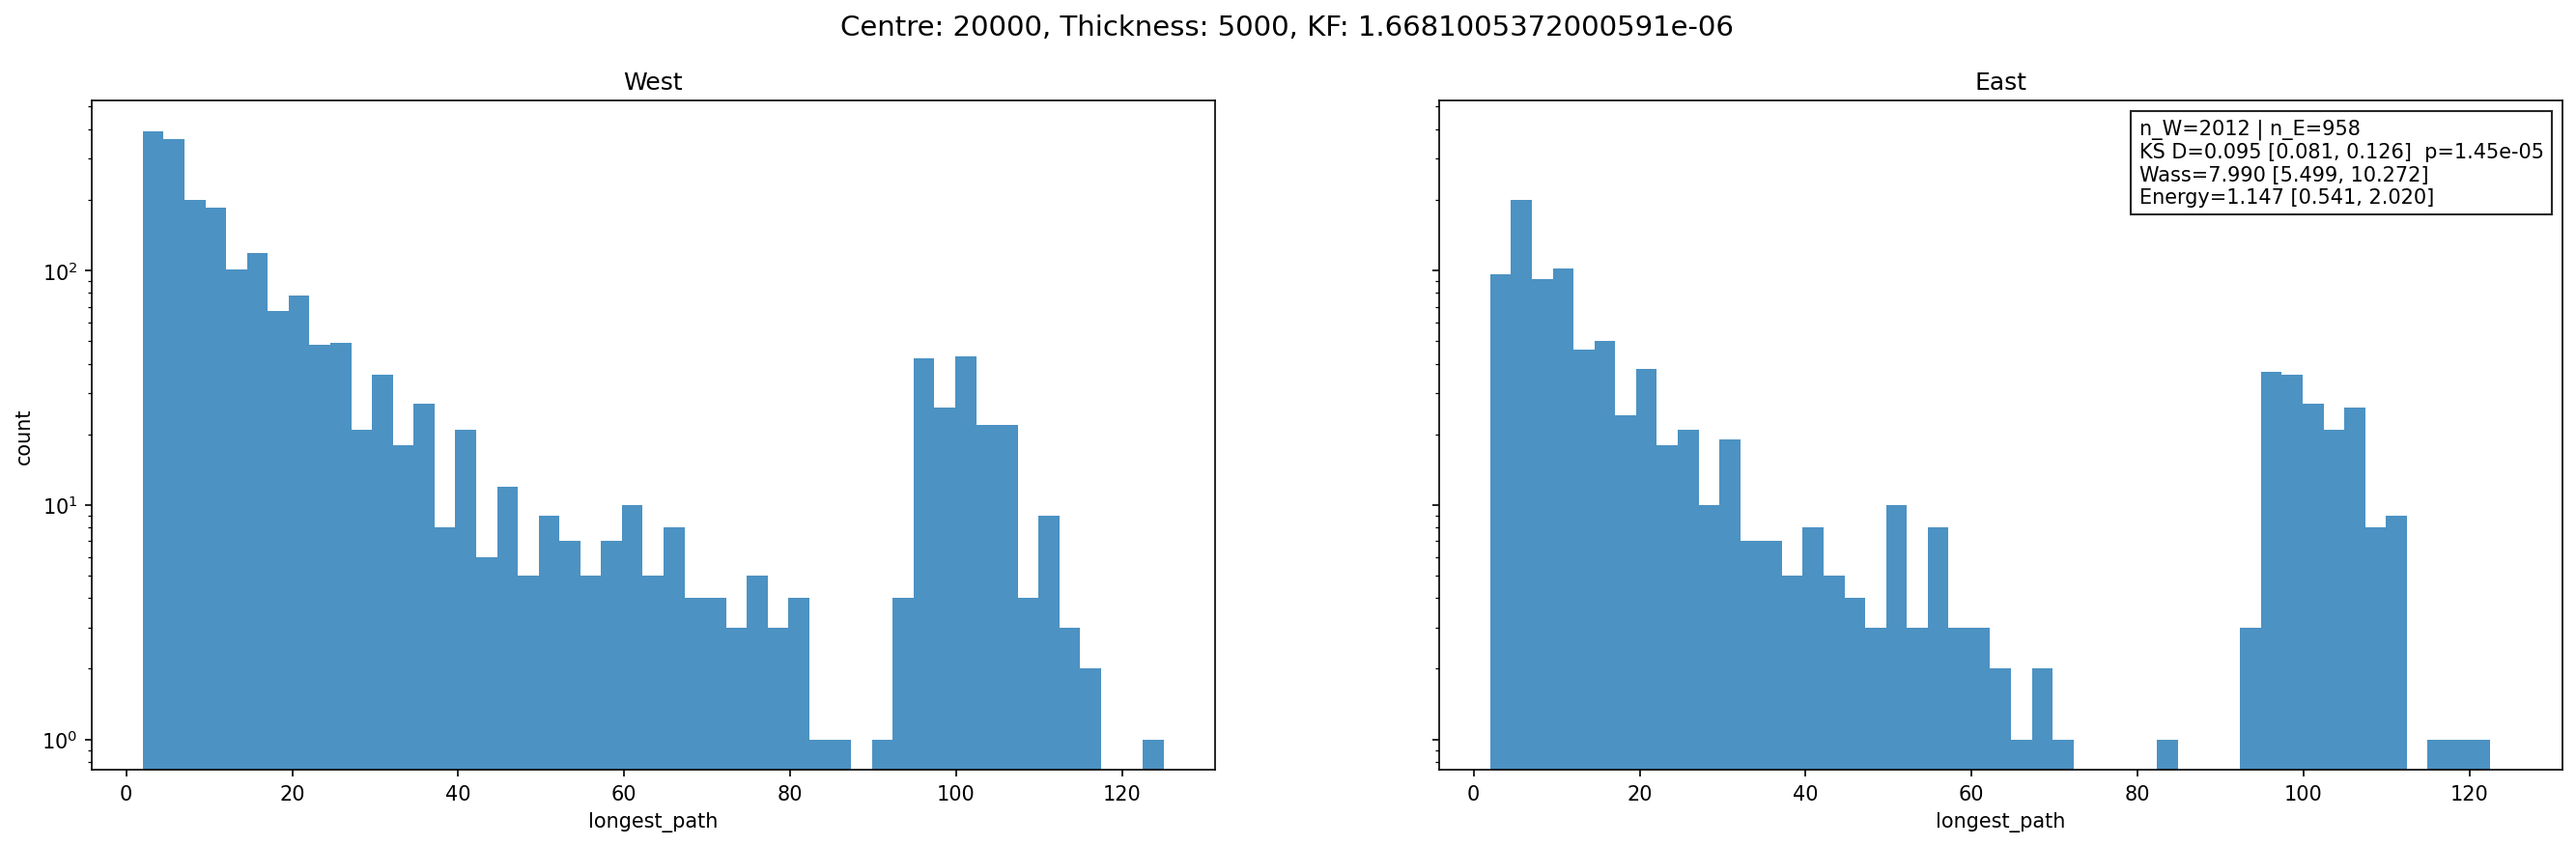 Centre: 20000, Thickness: 5000, KF: 1.6681005372000591e-06
West
10²
10¹
10⁰
count
0 20 40 60 80 100 120
longest_path
East
n_W=2012 | n_E=958
KS D=0.095 [0.081, 0.126] p=1.45e-05
Wass=7.990 [5.499, 10.272]
Energy=1.147 [0.541, 2.020]
0 20 40 60 80 100 120
longest_path